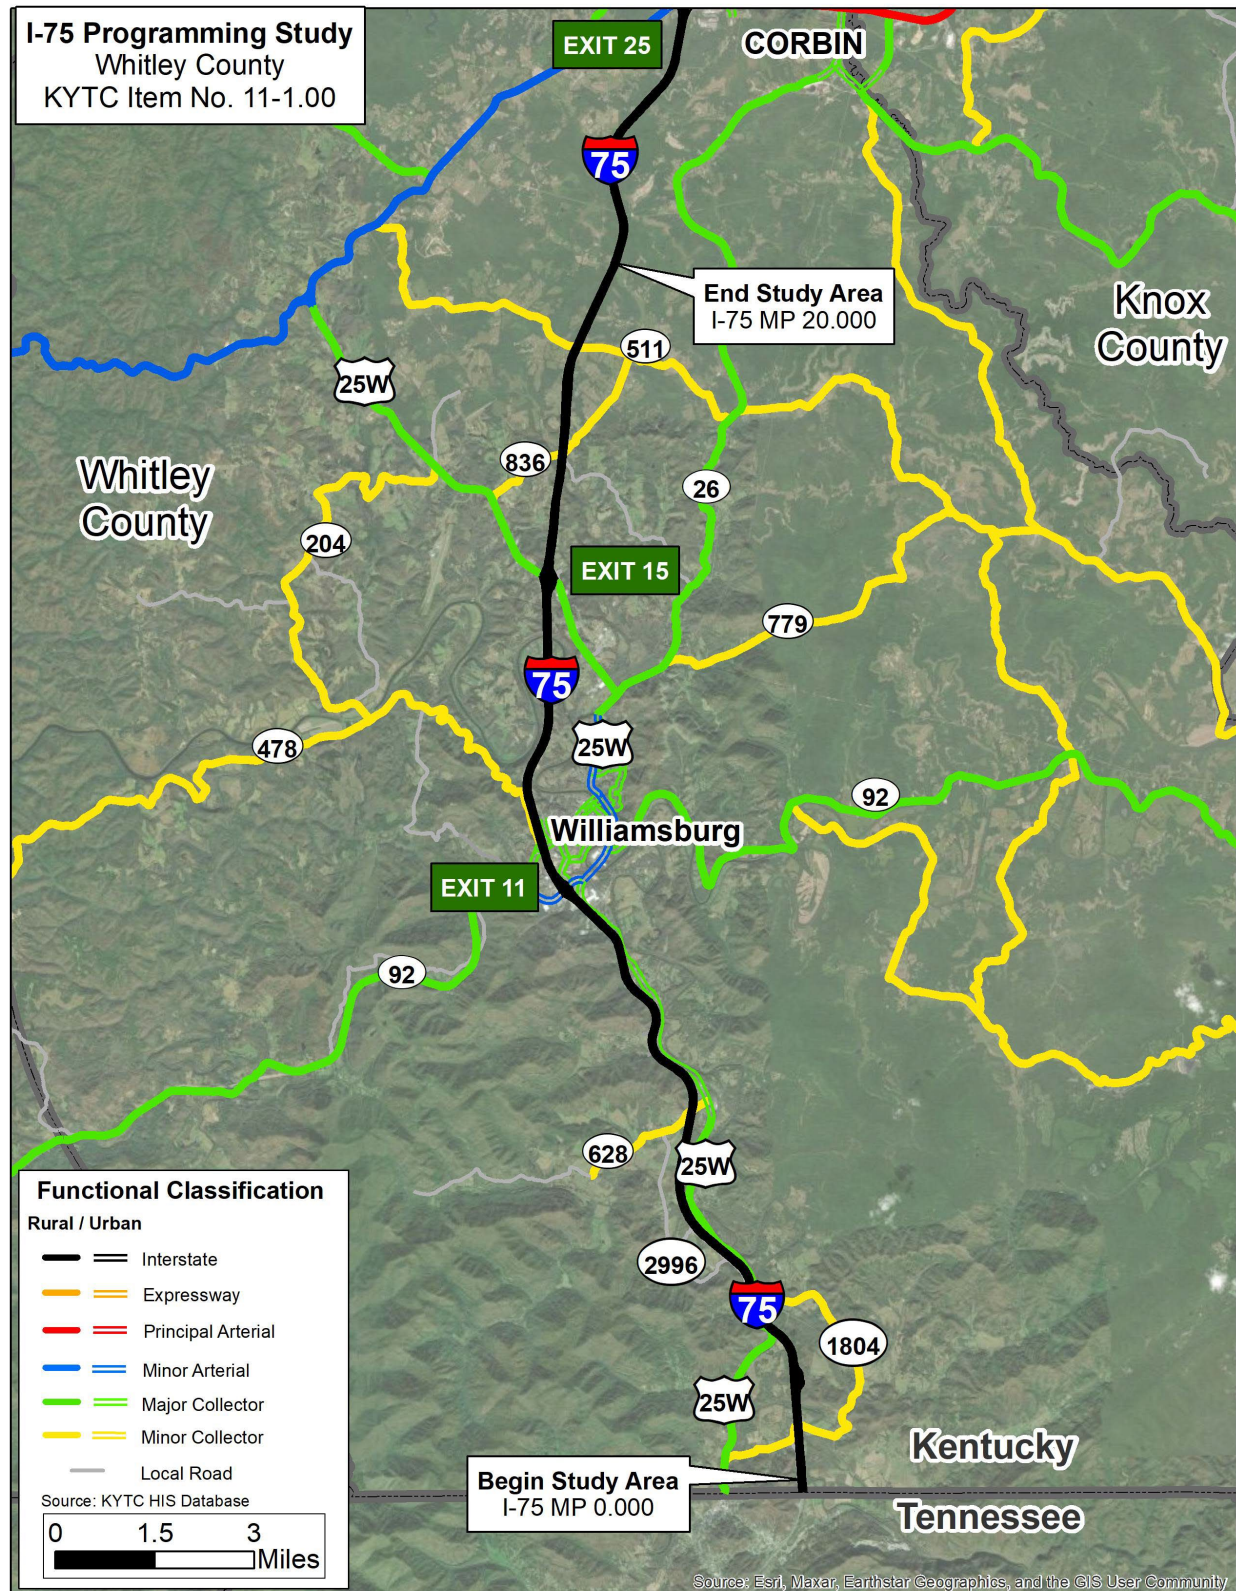 I-75 Programming Study
Whitley County
KYTC Item No. 11-1.00
EXIT 25
CORBIN
75
End Study Area
I-75 MP 20.000
Knox
County
511
25W
836
26
Whitley
County
204
EXIT 15
779
75
478
25W
92
Williamsburg
EXIT 11
92
628
25W
2996
75
1804
25W
Kentucky
Begin Study Area
I-75 MP 0.000
Tennessee
Functional Classification
Rural / Urban
Interstate
Expressway
Principal Arterial
Minor Arterial
Major Collector
Minor Collector
Local Road
Source: KYTC HIS Database
0 1.5 3
Miles
Source: Esri, Maxar, Earthstar Geographics, and the GIS User Community